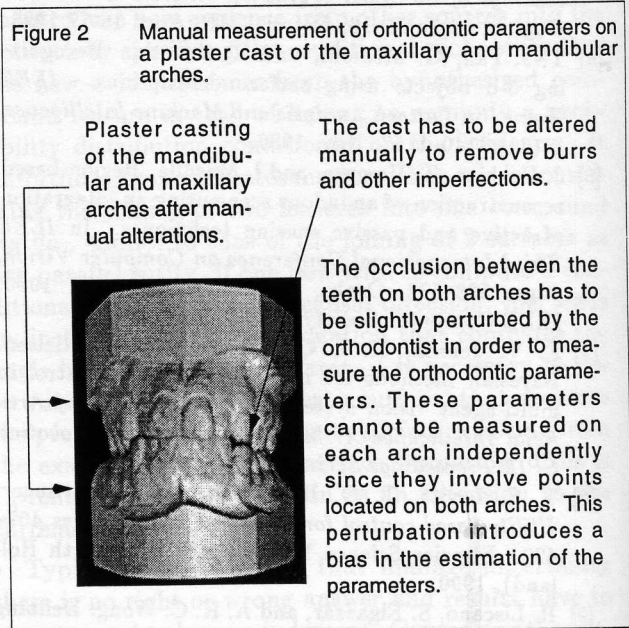 Figure 2 Manual measurement of orthodontic parameters on
a plaster cast of the maxillary and mandibular
arches.
Plaster casting
of the mandibu-
lar and maxillary
arches after man-
ual alterations.
The cast has to be altered
manually to remove burrs
and other imperfections.
The occlusion between the
teeth on both arches has to
be slightly perturbed by the
orthodontist in order to mea-
sure the orthodontic parame-
ters. These parameters
cannot be measured on
each arch independently
since they involve points
located on both arches. This
perturbation introduces a
bias in the estimation of the
parameters.